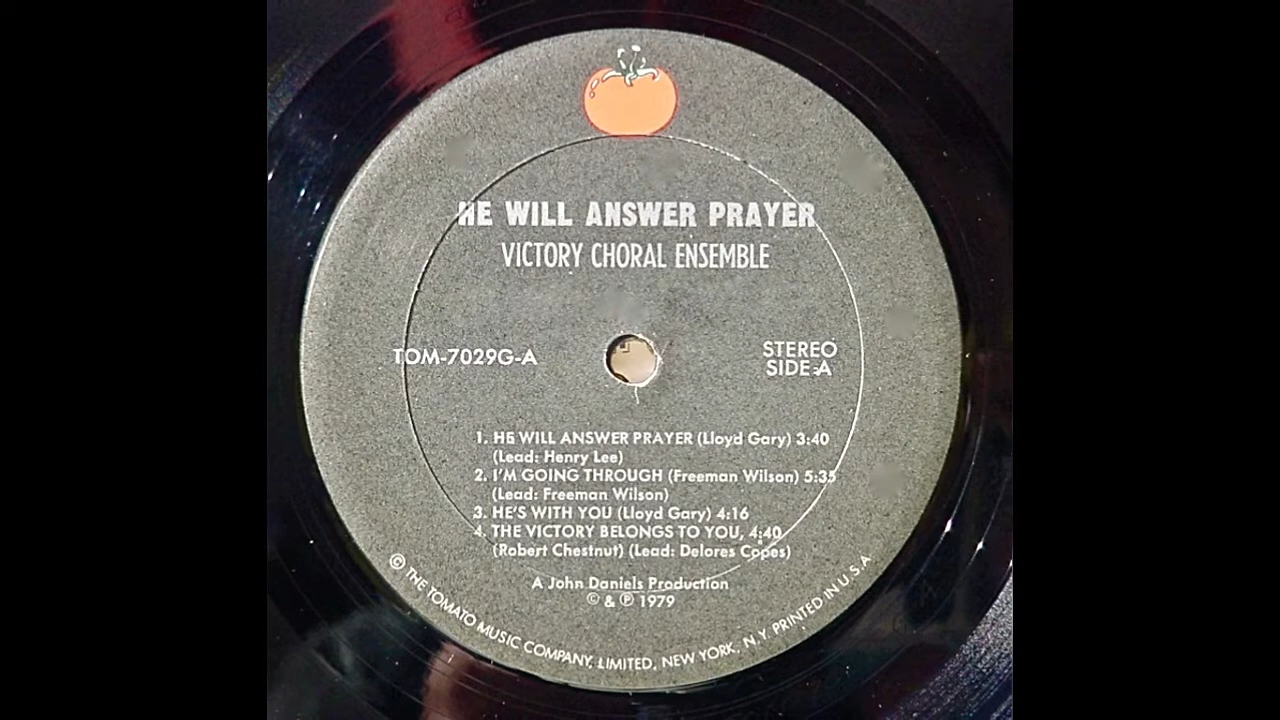 HE WILL ANSWER PRAYER
VICTORY CHORAL ENSEMBLE
TOM-7029G-A
STEREO
SIDE-A
1. HE WILL ANSWER PRAYER (Lloyd Gary) 3:40
(Lead: Henry Lee)
2. I'M GOING THROUGH (Freeman Wilson) 5:35
(Lead: Freeman Wilson)
3. HE'S WITH YOU (Lloyd Gary) 4:16
4. THE VICTORY BELONGS TO YOU, 4:40
(Robert Chestnut) (Lead: Delores Copes)
A John Daniels Production
© & ℗ 1979
© THE TOMATO MUSIC COMPANY, LIMITED, NEW YORK, N.Y. PRINTED IN U.S.A.